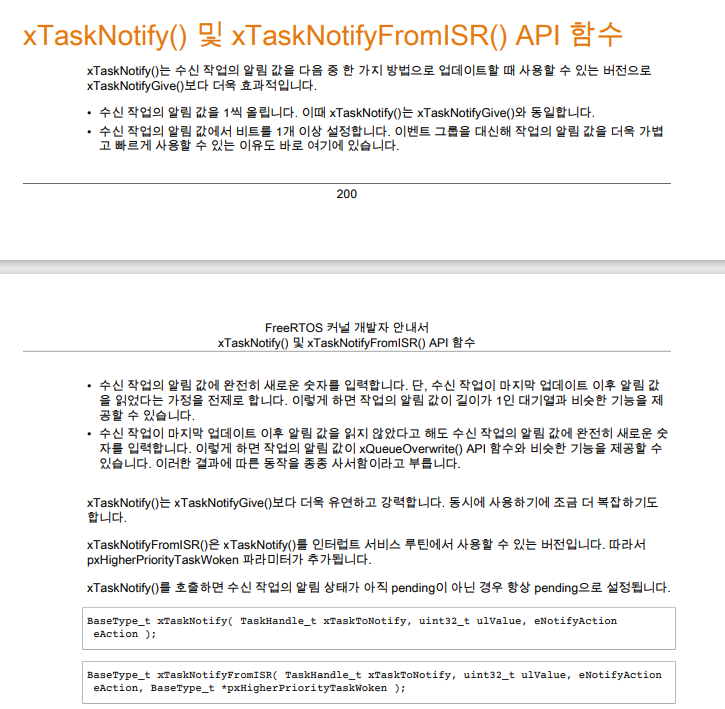 xTaskNotify() 및 xTaskNotifyFromISR() API 함수
xTaskNotify()는 수신 작업의 알림 값을 다음 중 한 가지 방법으로 업데이트할 때 사용할 수 있는 버전으로
xTaskNotifyGive()보다 더욱 효과적입니다.
• 수신 작업의 알림 값을 1씩 올립니다. 이때 xTaskNotify()는 xTaskNotifyGive()와 동일합니다.
• 수신 작업의 알림 값에서 비트를 1개 이상 설정합니다. 이벤트 그룹을 대신해 작업의 알림 값을 더욱 가볍
고 빠르게 사용할 수 있는 이유도 바로 여기에 있습니다.
200
FreeRTOS 커널 개발자 안내서
xTaskNotify() 및 xTaskNotifyFromISR() API 함수
• 수신 작업의 알림 값에 완전히 새로운 숫자를 입력합니다. 단, 수신 작업이 마지막 업데이트 이후 알림 값
을 읽었다는 가정을 전제로 합니다. 이렇게 하면 작업의 알림 값이 길이가 1인 대기열과 비슷한 기능을 제
공할 수 있습니다.
• 수신 작업이 마지막 업데이트 이후 알림 값을 읽지 않았다고 해도 수신 작업의 알림 값에 완전히 새로운 숫
자를 입력합니다. 이렇게 하면 작업의 알림 값이 xQueueOverwrite() API 함수와 비슷한 기능을 제공할 수
있습니다. 이러한 결과에 따른 동작을 종종 사서함이라고 부릅니다.
xTaskNotify()는 xTaskNotifyGive()보다 더욱 유연하고 강력합니다. 동시에 사용하기에 조금 더 복잡하기도
합니다.
xTaskNotifyFromISR()은 xTaskNotify()를 인터럽트 서비스 루틴에서 사용할 수 있는 버전입니다. 따라서
pxHigherPriorityTaskWoken 파라미터가 추가됩니다.
xTaskNotify()를 호출하면 수신 작업의 알림 상태가 아직 pending이 아닌 경우 항상 pending으로 설정됩니다.
BaseType_t xTaskNotify( TaskHandle_t xTaskToNotify, uint32_t ulValue, eNotifyAction
eAction );
BaseType_t xTaskNotifyFromISR( TaskHandle_t xTaskToNotify, uint32_t ulValue, eNotifyAction
eAction, BaseType_t *pxHigherPriorityTaskWoken );